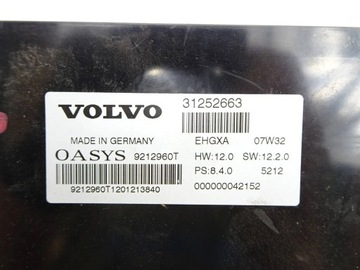 VOLVO 31252663
MADE IN GERMANY EHGXA 07W32
OASYS 9212960T HW:12.0 SW:12.2.0
PS:8.4.0 5212
9212960T1201213840 000000042152